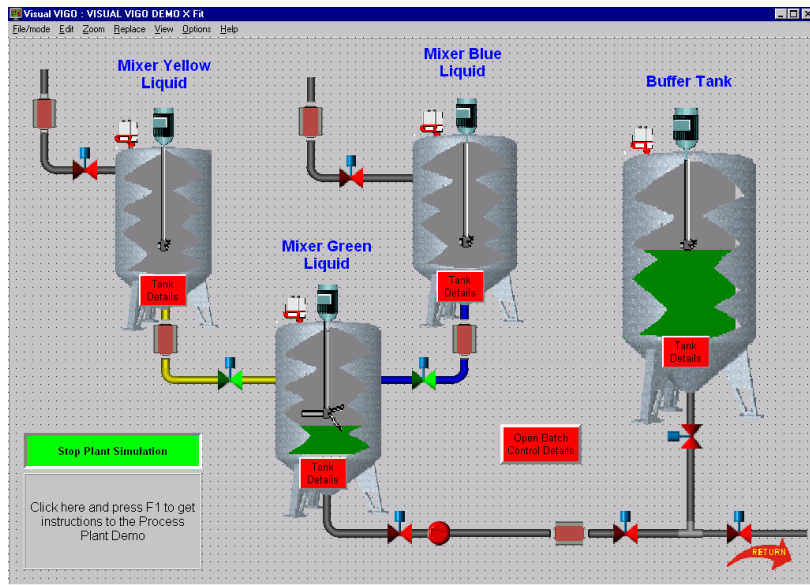 Visual VIGO : VISUAL VIGO DEMO X Fit
File/mode Edit Zoom Replace View Options Help
Mixer Yellow
Liquid
Mixer Blue
Liquid
Buffer Tank
Mixer Green
Liquid
Tank
Details
Tank
Details
Tank
Details
Tank
Details
Stop Plant Simulation
Open Batch
Control Details
Click here and press F1 to get
instructions to the Process
Plant Demo
RETURN